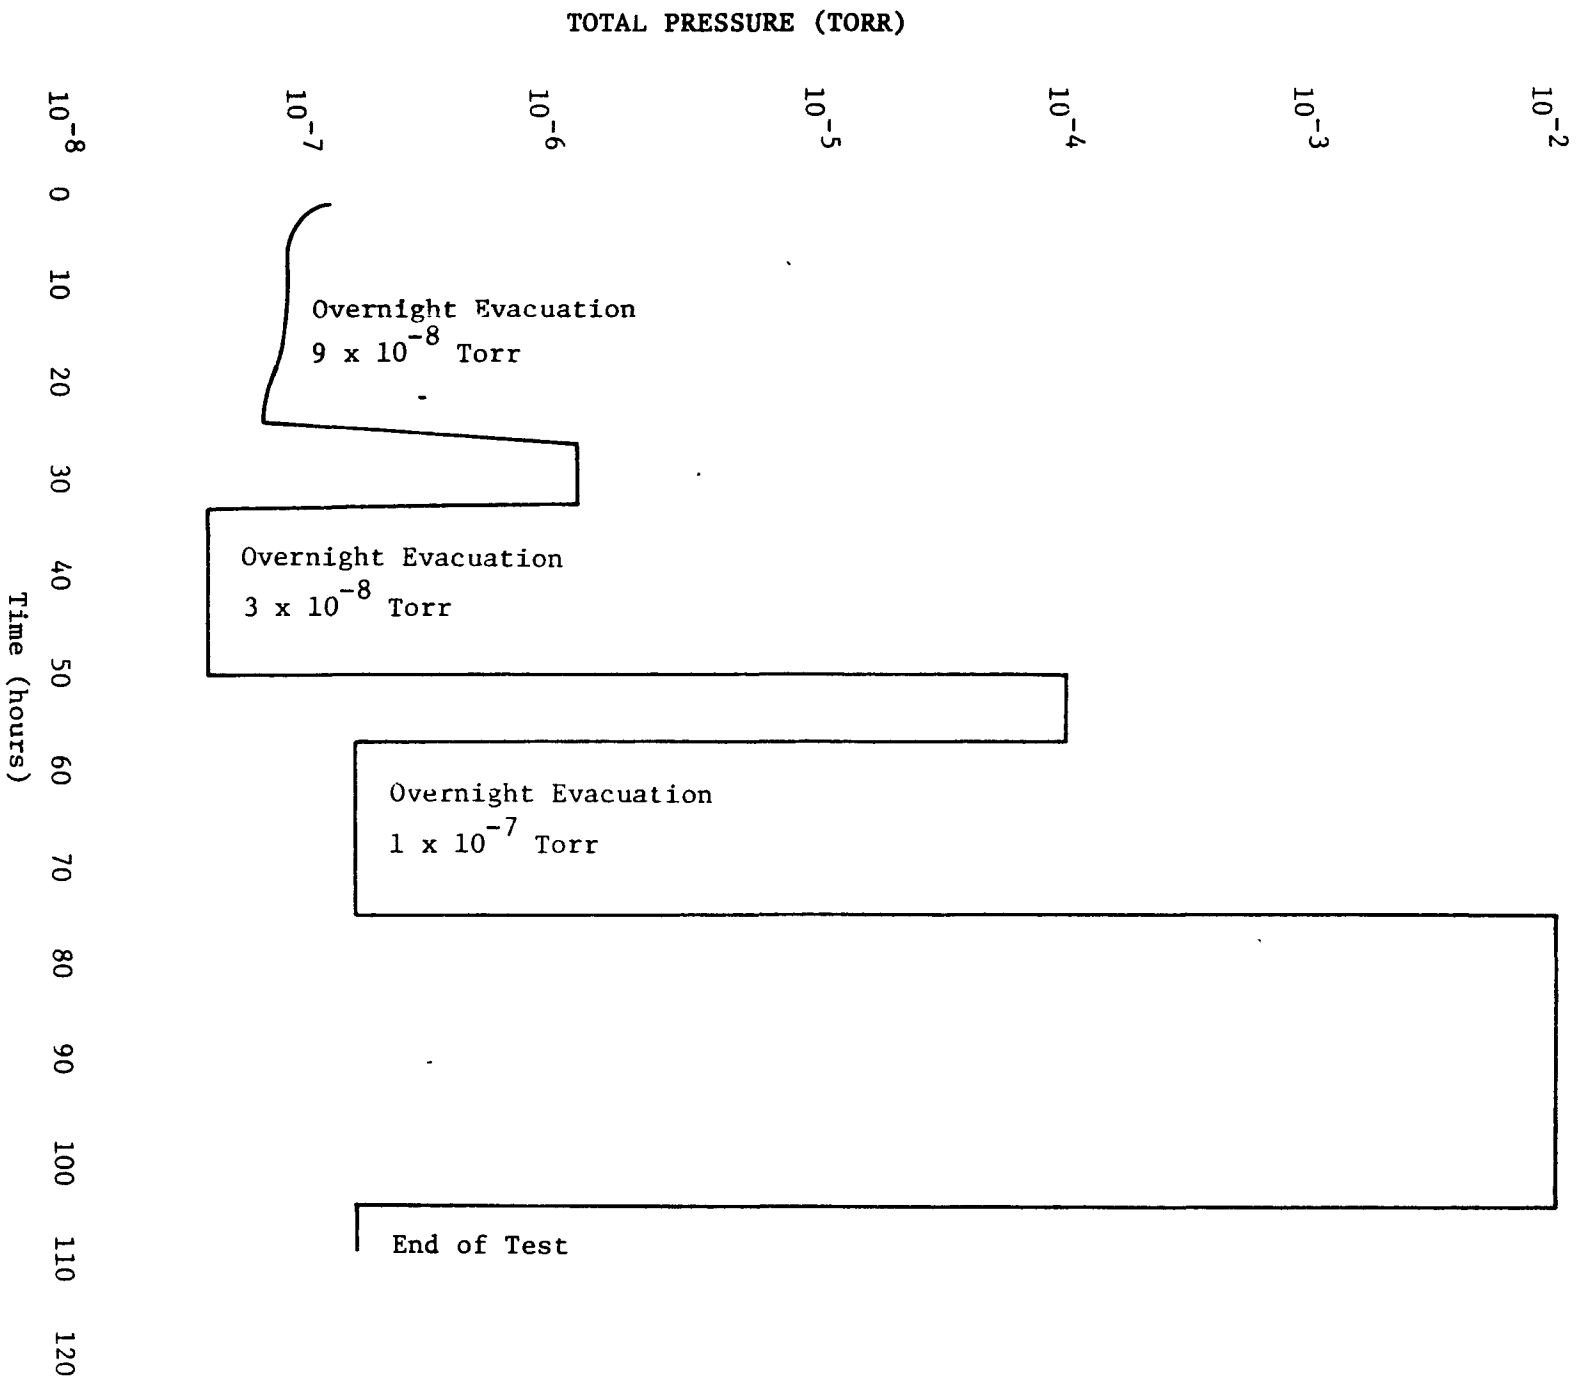 TOTAL PRESSURE (TORR)
10^-8
10^-7
10^-6
10^-5
10^-4
10^-3
10^-2
0
10
20
30
40
50
60
70
80
90
100
110
120
Time (hours)
Overnight Evacuation
9 x 10^-8 Torr
Overnight Evacuation
3 x 10^-8 Torr
Overnight Evacuation
1 x 10^-7 Torr
End of Test